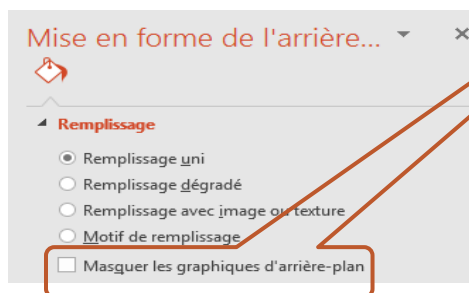 Mise en forme de l'arrière...
Remplissage
Remplissage uni
Remplissage dégradé
Remplissage avec image ou texture
Motif de remplissage
Masquer les graphiques d'arrière-plan